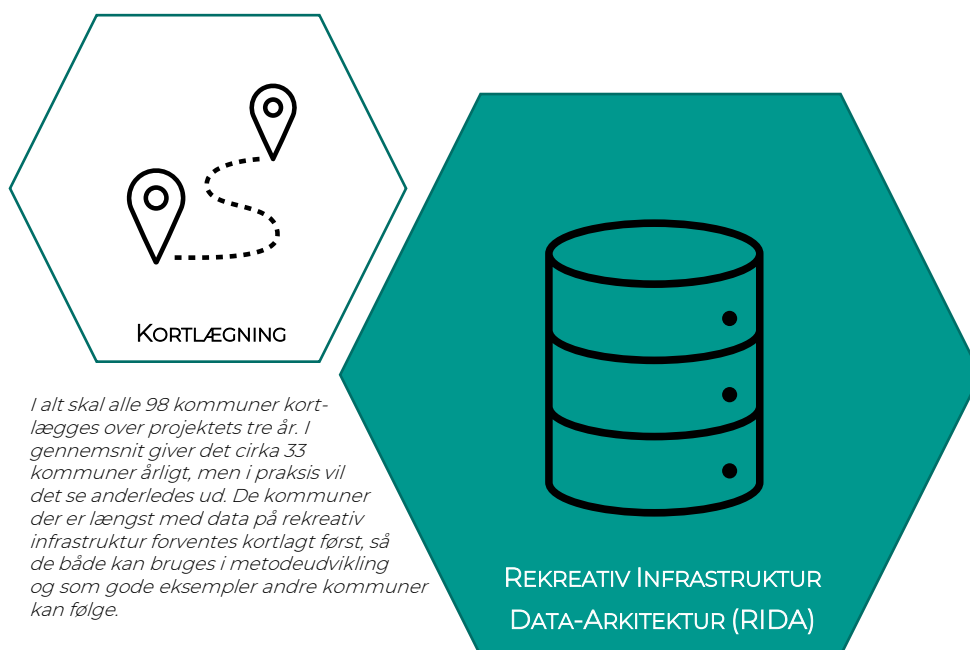 KORTLÆGNING
I alt skal alle 98 kommuner kort-
lægges over projektets tre år. I
gennemsnit giver det cirka 33
kommuner årligt, men i praksis vil
det se anderledes ud. De kommuner
der er længst med data på rekreativ
infrastruktur forventes kortlagt først, så
de både kan bruges i metodeudvikling
og som gode eksempler andre kommuner
kan følge.
REKREATIV INFRASTRUKTUR
DATA-ARKITEKTUR (RIDA)